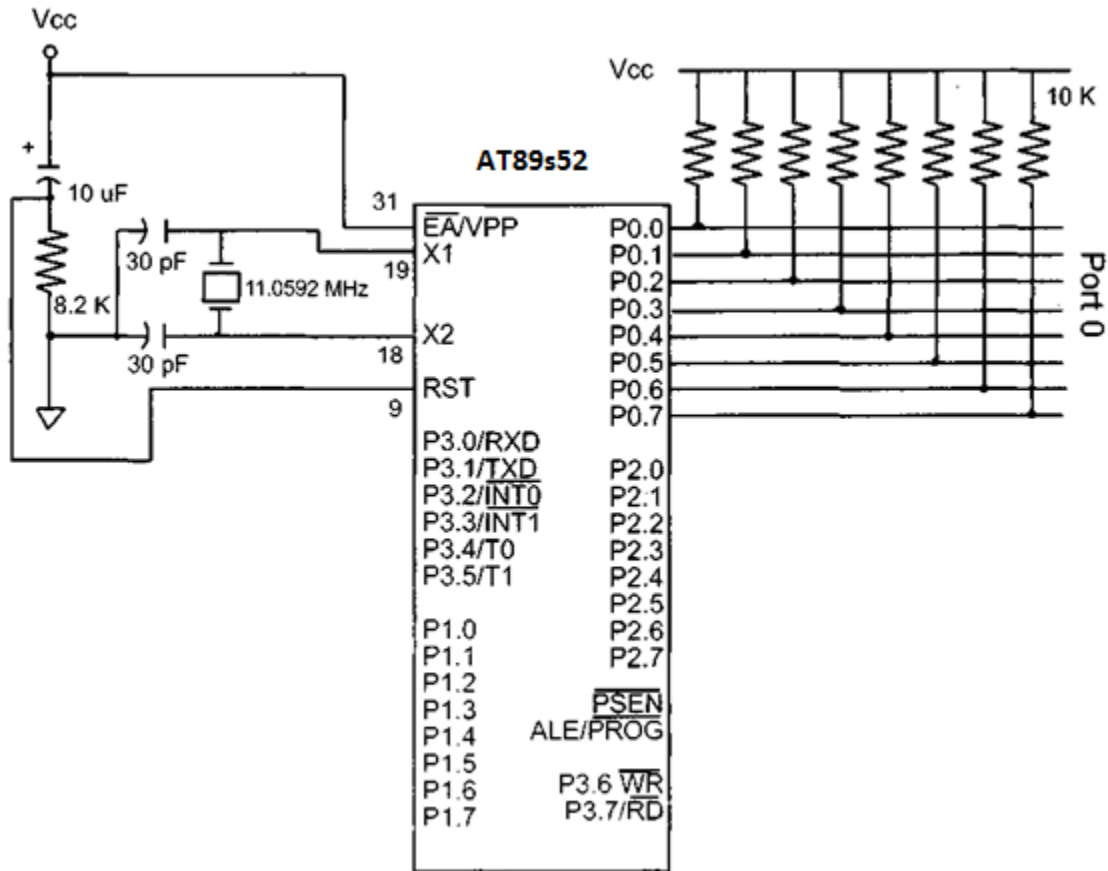 Vcc
+
10 uF
8.2 K
30 pF
30 pF
11.0592 MHz
31
19
18
9
AT89s52
EA/VPP
X1
X2
RST
P3.0/RXD
P3.1/TXD
P3.2/INT0
P3.3/INT1
P3.4/T0
P3.5/T1
P1.0
P1.1
P1.2
P1.3
P1.4
P1.5
P1.6
P1.7
Vcc
10 K
P0.0
P0.1
P0.2
P0.3
P0.4
P0.5
P0.6
P0.7
Port 0
P2.0
P2.1
P2.2
P2.3
P2.4
P2.5
P2.6
P2.7
PSEN
ALE/PROG
P3.6 WR
P3.7/RD